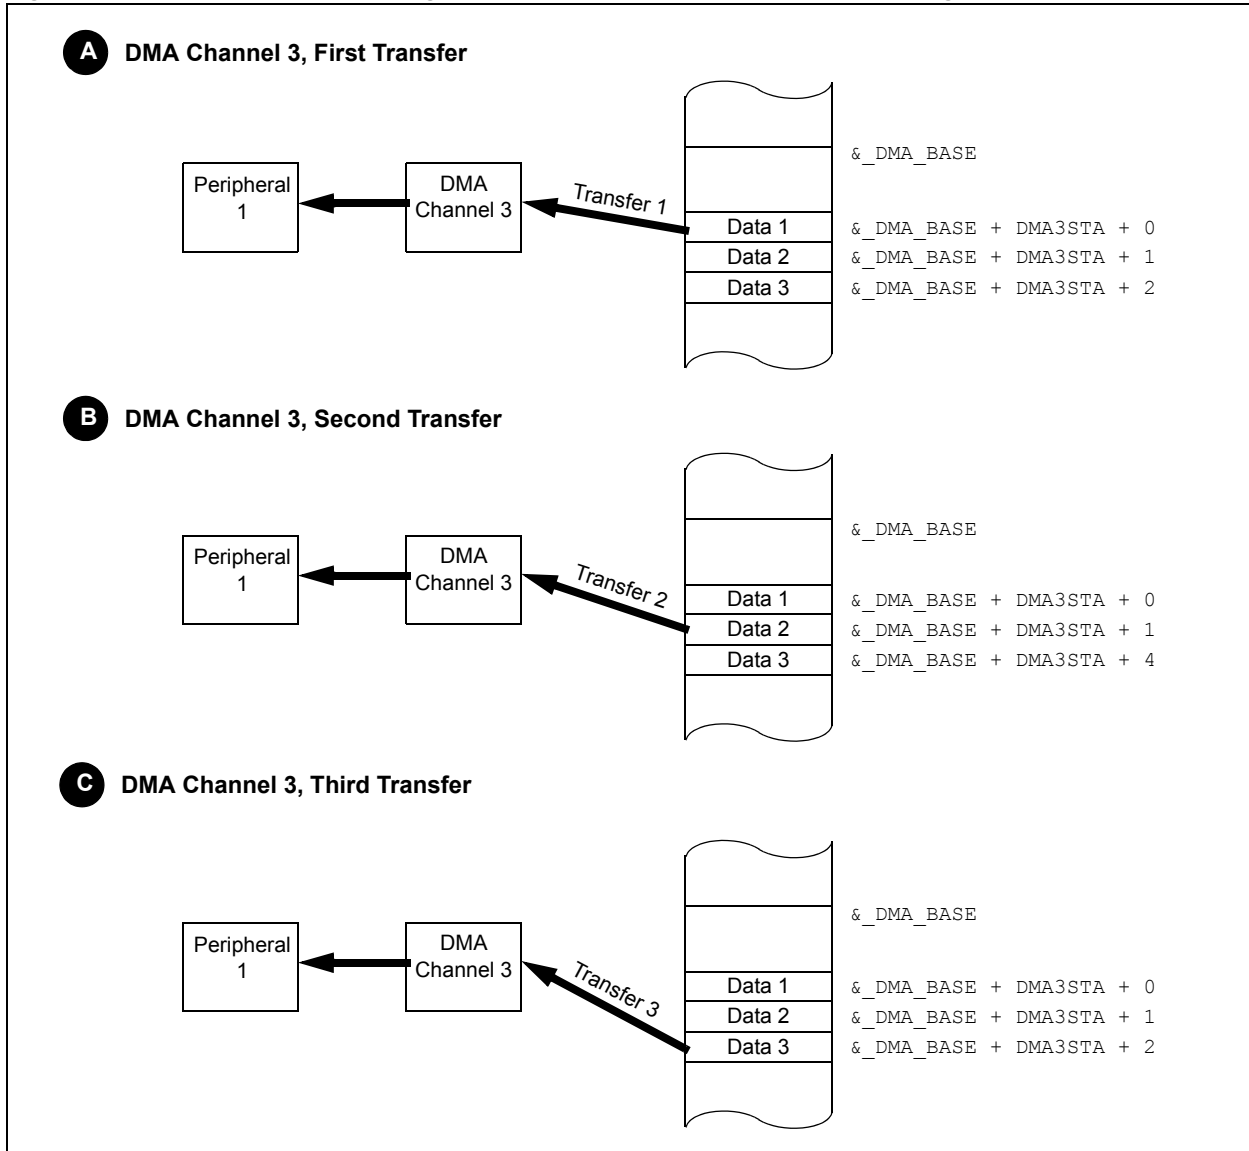 A DMA Channel 3, First Transfer
&_DMA_BASE
Peripheral
1
DMA
Channel 3
Transfer 1
Data 1 &_DMA_BASE + DMA3STA + 0
Data 2 &_DMA_BASE + DMA3STA + 1
Data 3 &_DMA_BASE + DMA3STA + 2
B DMA Channel 3, Second Transfer
&_DMA_BASE
Peripheral
1
DMA
Channel 3
Transfer 2
Data 1 &_DMA_BASE + DMA3STA + 0
Data 2 &_DMA_BASE + DMA3STA + 1
Data 3 &_DMA_BASE + DMA3STA + 4
C DMA Channel 3, Third Transfer
&_DMA_BASE
Peripheral
1
DMA
Channel 3
Transfer 3
Data 1 &_DMA_BASE + DMA3STA + 0
Data 2 &_DMA_BASE + DMA3STA + 1
Data 3 &_DMA_BASE + DMA3STA + 2